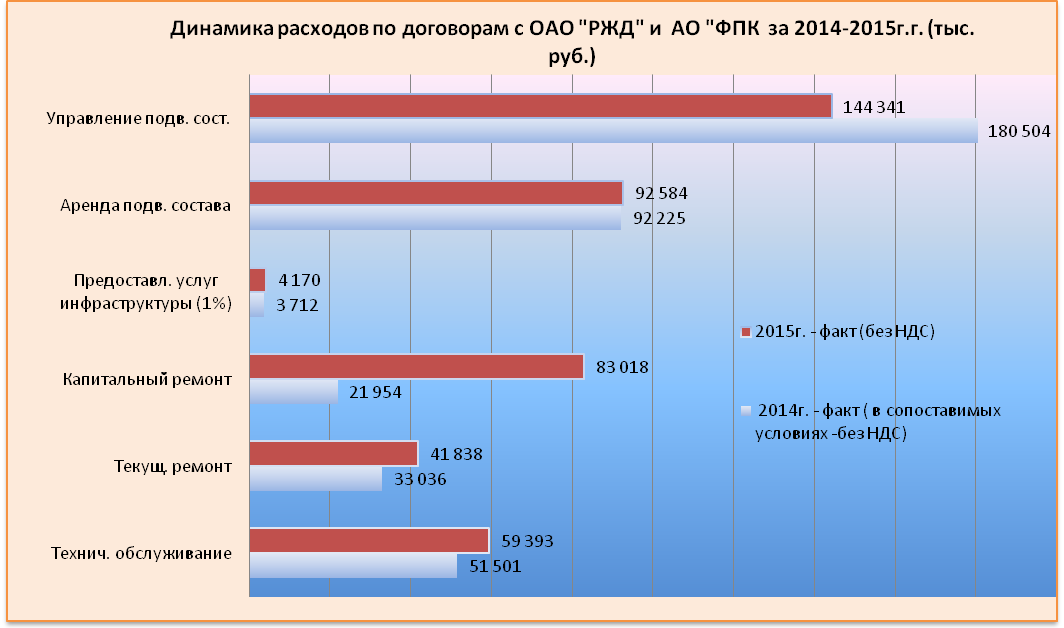 Динамика расходов по договорам с ОАО "РЖД" и АО "ФПК за 2014-2015г.г. (тыс.
руб.)
Управление подв. сост.
144 341
180 504
Аренда подв. состава
92 584
92 225
Предоставл. услуг
инфраструктуры (1%)
4 170
3 712
2015г. - факт (без НДС)
Капитальный ремонт
83 018
21 954
2014г. - факт ( в сопоставимых
условиях -без НДС)
Текущ. ремонт
41 838
33 036
Технич. обслуживание
59 393
51 501